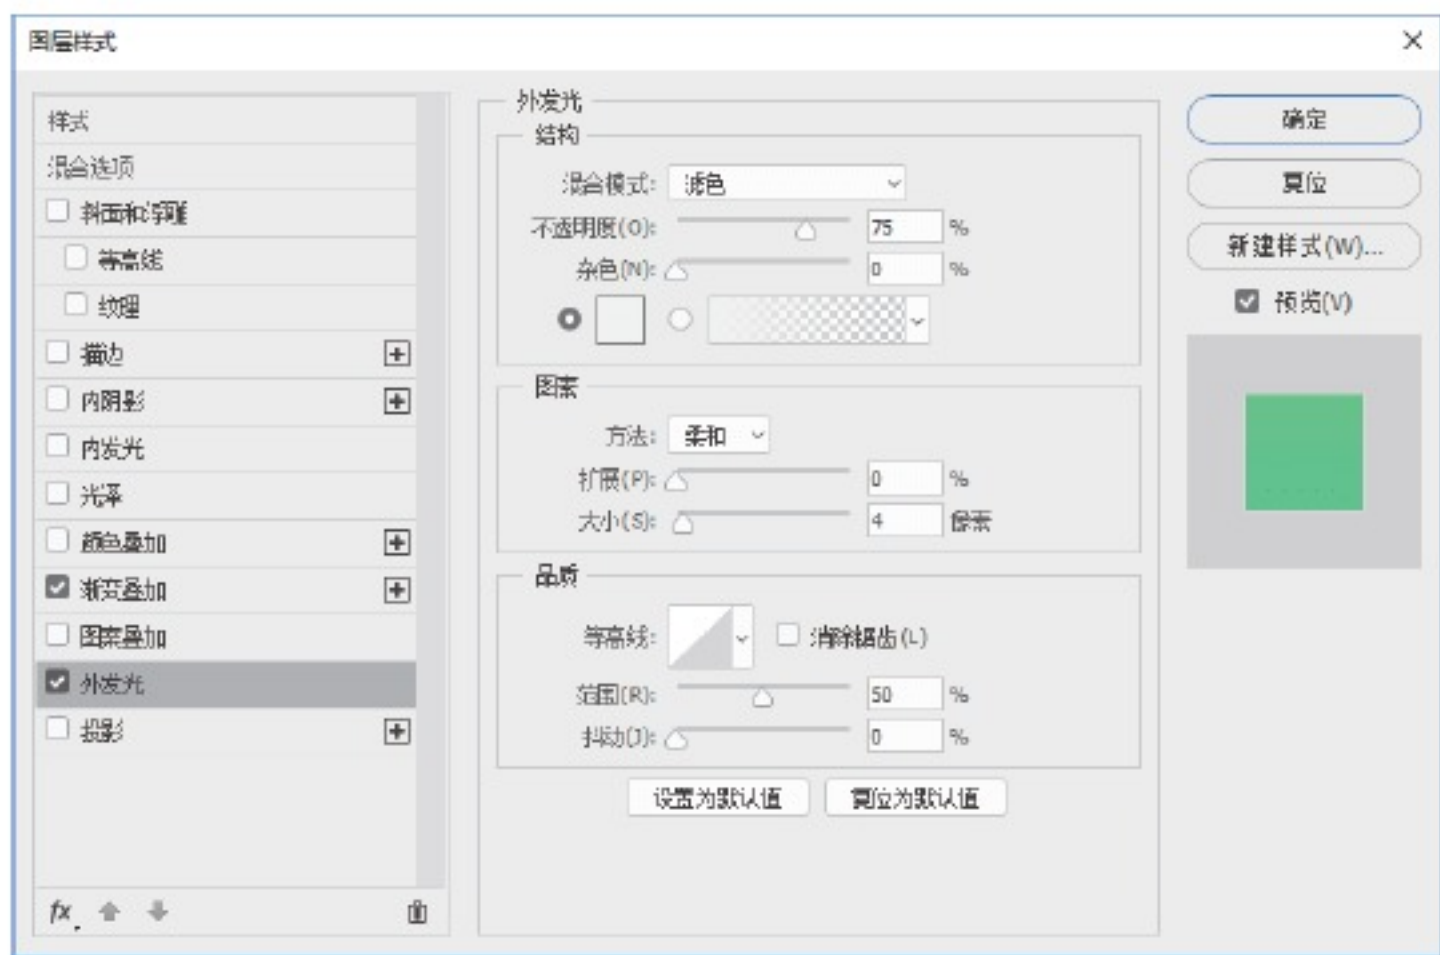 图层样式
样式
混合选项
斜面和浮雕
等高线
纹理
描边
内阴影
内发光
光泽
颜色叠加
渐变叠加
图案叠加
外发光
投影
fx
外发光
结构
混合模式: 滤色
不透明度(O): 75 %
杂色(N): 0 %
图素
方法: 柔和
扩展(P): 0 %
大小(S): 4 像素
品质
等高线: 消除锯齿(L)
范围(R): 50 %
抖动(J): 0 %
设置为默认值 复位为默认值
确定
复位
新建样式(W)...
预览(V)